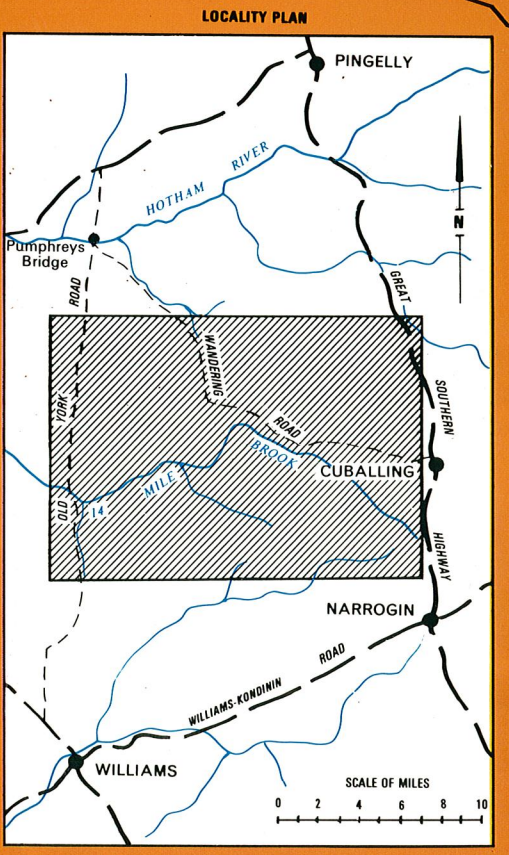 LOCALITY PLAN
PINGELLY
HOTHAM RIVER
N
Pumphreys
Bridge
GREAT SOUTHERN HIGHWAY
OLD YORK ROAD
WANDERING ROAD
CUBALLING
14 MILE BROOK
NARROGIN
WILLIAMS-KONDININ ROAD
WILLIAMS
SCALE OF MILES
0 2 4 6 8 10